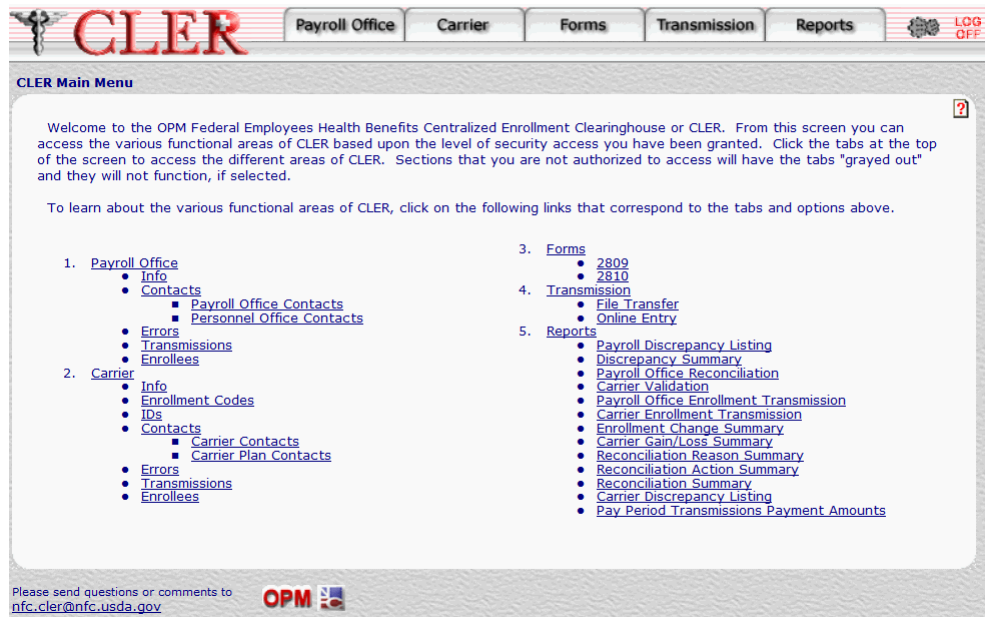 CLER
Payroll Office
Carrier
Forms
Transmission
Reports
LOG
OFF
CLER Main Menu
?
Welcome to the OPM Federal Employees Health Benefits Centralized Enrollment Clearinghouse or CLER. From this screen you can
access the various functional areas of CLER based upon the level of security access you have been granted. Click the tabs at the top
of the screen to access the different areas of CLER. Sections that you are not authorized to access will have the tabs "grayed out"
and they will not function, if selected.
To learn about the various functional areas of CLER, click on the following links that correspond to the tabs and options above.
1. Payroll Office
• Info
• Contacts
▪ Payroll Office Contacts
▪ Personnel Office Contacts
• Errors
• Transmissions
• Enrollees
2. Carrier
• Info
• Enrollment Codes
• IDs
• Contacts
▪ Carrier Contacts
▪ Carrier Plan Contacts
• Errors
• Transmissions
• Enrollees
3. Forms
• 2809
• 2810
4. Transmission
• File Transfer
• Online Entry
5. Reports
• Payroll Discrepancy Listing
• Discrepancy Summary
• Payroll Office Reconciliation
• Carrier Validation
• Payroll Office Enrollment Transmission
• Carrier Enrollment Transmission
• Enrollment Change Summary
• Carrier Gain/Loss Summary
• Reconciliation Reason Summary
• Reconciliation Action Summary
• Reconciliation Summary
• Carrier Discrepancy Listing
• Pay Period Transmissions Payment Amounts
Please send questions or comments to
nfc.cler@nfc.usda.gov
OPM